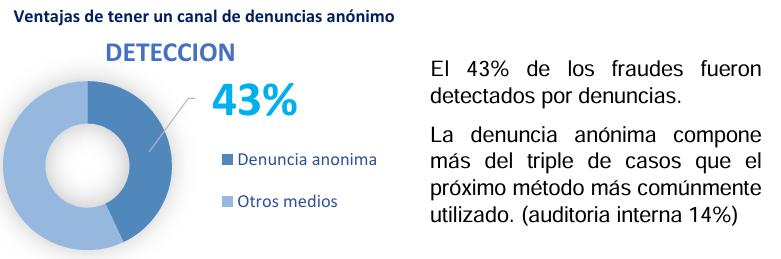 Ventajas de tener un canal de denuncias anónimo
DETECCION
43%
Denuncia anonima
Otros medios
El 43% de los fraudes fueron
detectados por denuncias.
La denuncia anónima compone
más del triple de casos que el
próximo método más comúnmente
utilizado. (auditoria interna 14%)